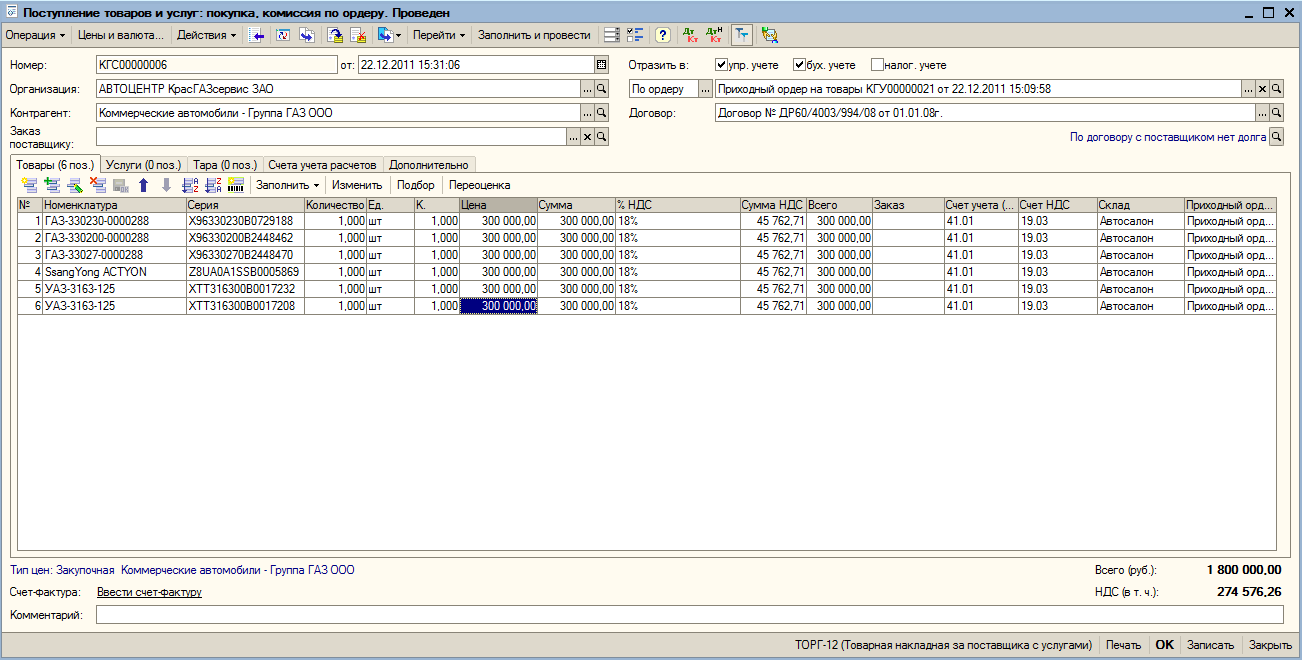 Поступление товаров и услуг: покупка, комиссия по ордеру. Проведен
Операция Цены и валюта... Действия Перейти Заполнить и провести ? Дт Кт ДтН Кт Тт
Номер: КГС00000006 от: 22.12.2011 15:31:06 Отразить в: упр. учете бух. учете налог. учете
Организация: АВТОЦЕНТР КрасГАЗсервис ЗАО ... По ордеру ... Приходный ордер на товары КГУ00000021 от 22.12.2011 15:09:58 ... ×
Контрагент: Коммерческие автомобили - Группа ГАЗ ООО ... Договор: Договор № ДР60/4003/994/08 от 01.01.08г. ...
Заказ
поставщику: ... × По договору с поставщиком нет долга
Товары (6 поз.) Услуги (0 поз.) Тара (0 поз.) Счета учета расчетов Дополнительно
Заполнить Изменить Подбор Переоценка
№ Номенклатура Серия Количество Ед. К. Цена Сумма % НДС Сумма НДС Всего Заказ Счет учета (... Счет НДС Склад Приходный орд...
1 ГАЗ-330230-0000288 X96330230B0729188 1,000 шт 1,000 300 000,00 300 000,00 18% 45 762,71 300 000,00 41.01 19.03 Автосалон Приходный орд...
2 ГАЗ-330200-0000288 X96330200B2448462 1,000 шт 1,000 300 000,00 300 000,00 18% 45 762,71 300 000,00 41.01 19.03 Автосалон Приходный орд...
3 ГАЗ-33027-0000288 X96330270B2448470 1,000 шт 1,000 300 000,00 300 000,00 18% 45 762,71 300 000,00 41.01 19.03 Автосалон Приходный орд...
4 SsangYong ACTYON Z8UA0A1SSB0005869 1,000 шт 1,000 300 000,00 300 000,00 18% 45 762,71 300 000,00 41.01 19.03 Автосалон Приходный орд...
5 УАЗ-3163-125 XTT316300B0017232 1,000 шт 1,000 300 000,00 300 000,00 18% 45 762,71 300 000,00 41.01 19.03 Автосалон Приходный орд...
6 УАЗ-3163-125 XTT316300B0017208 1,000 шт 1,000 300 000,00 300 000,00 18% 45 762,71 300 000,00 41.01 19.03 Автосалон Приходный орд...
Тип цен: Закупочная Коммерческие автомобили - Группа ГАЗ ООО Всего (руб.): 1 800 000,00
Счет-фактура: Ввести счет-фактуру НДС (в т. ч.): 274 576,26
Комментарий:
ТОРГ-12 (Товарная накладная за поставщика с услугами) Печать OK Записать Закрыть